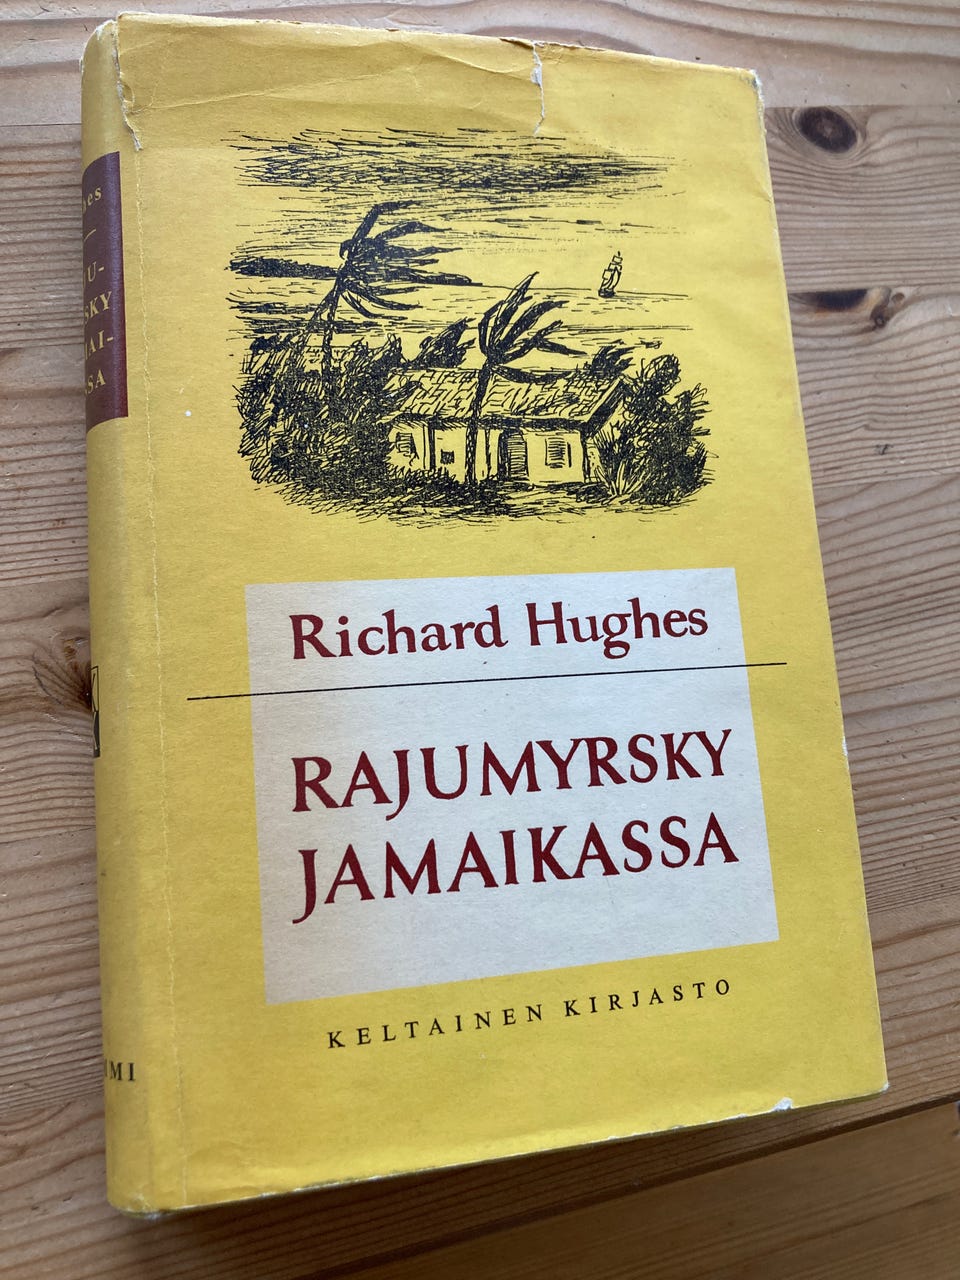 Richard Hughes
RAJUMYRSKY
JAMAIKASSA
KELTAINEN KIRJASTO